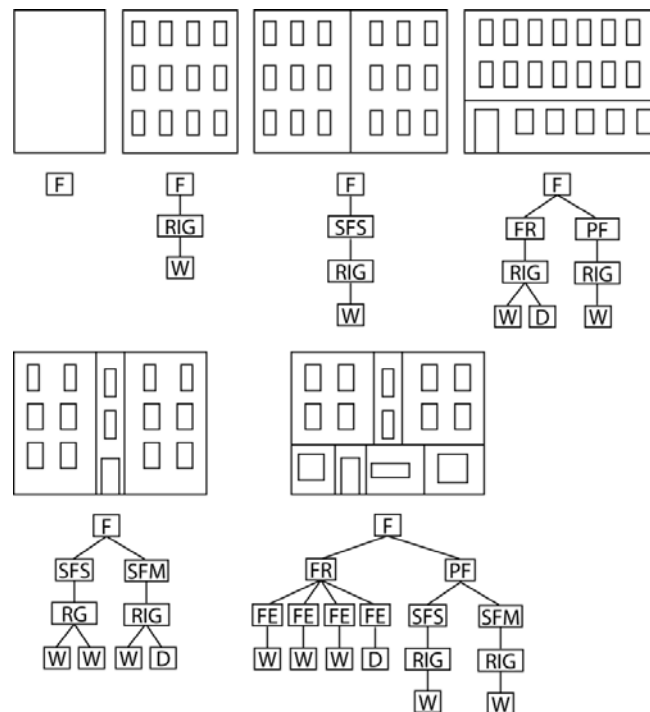 F F F F
RIG SFS FR PF
W RIG RIG RIG
W W D W
F F
SFS SFM FR PF
RG RIG FE FE FE FE SFS SFM
W W W D W W W D RIG RIG
W W